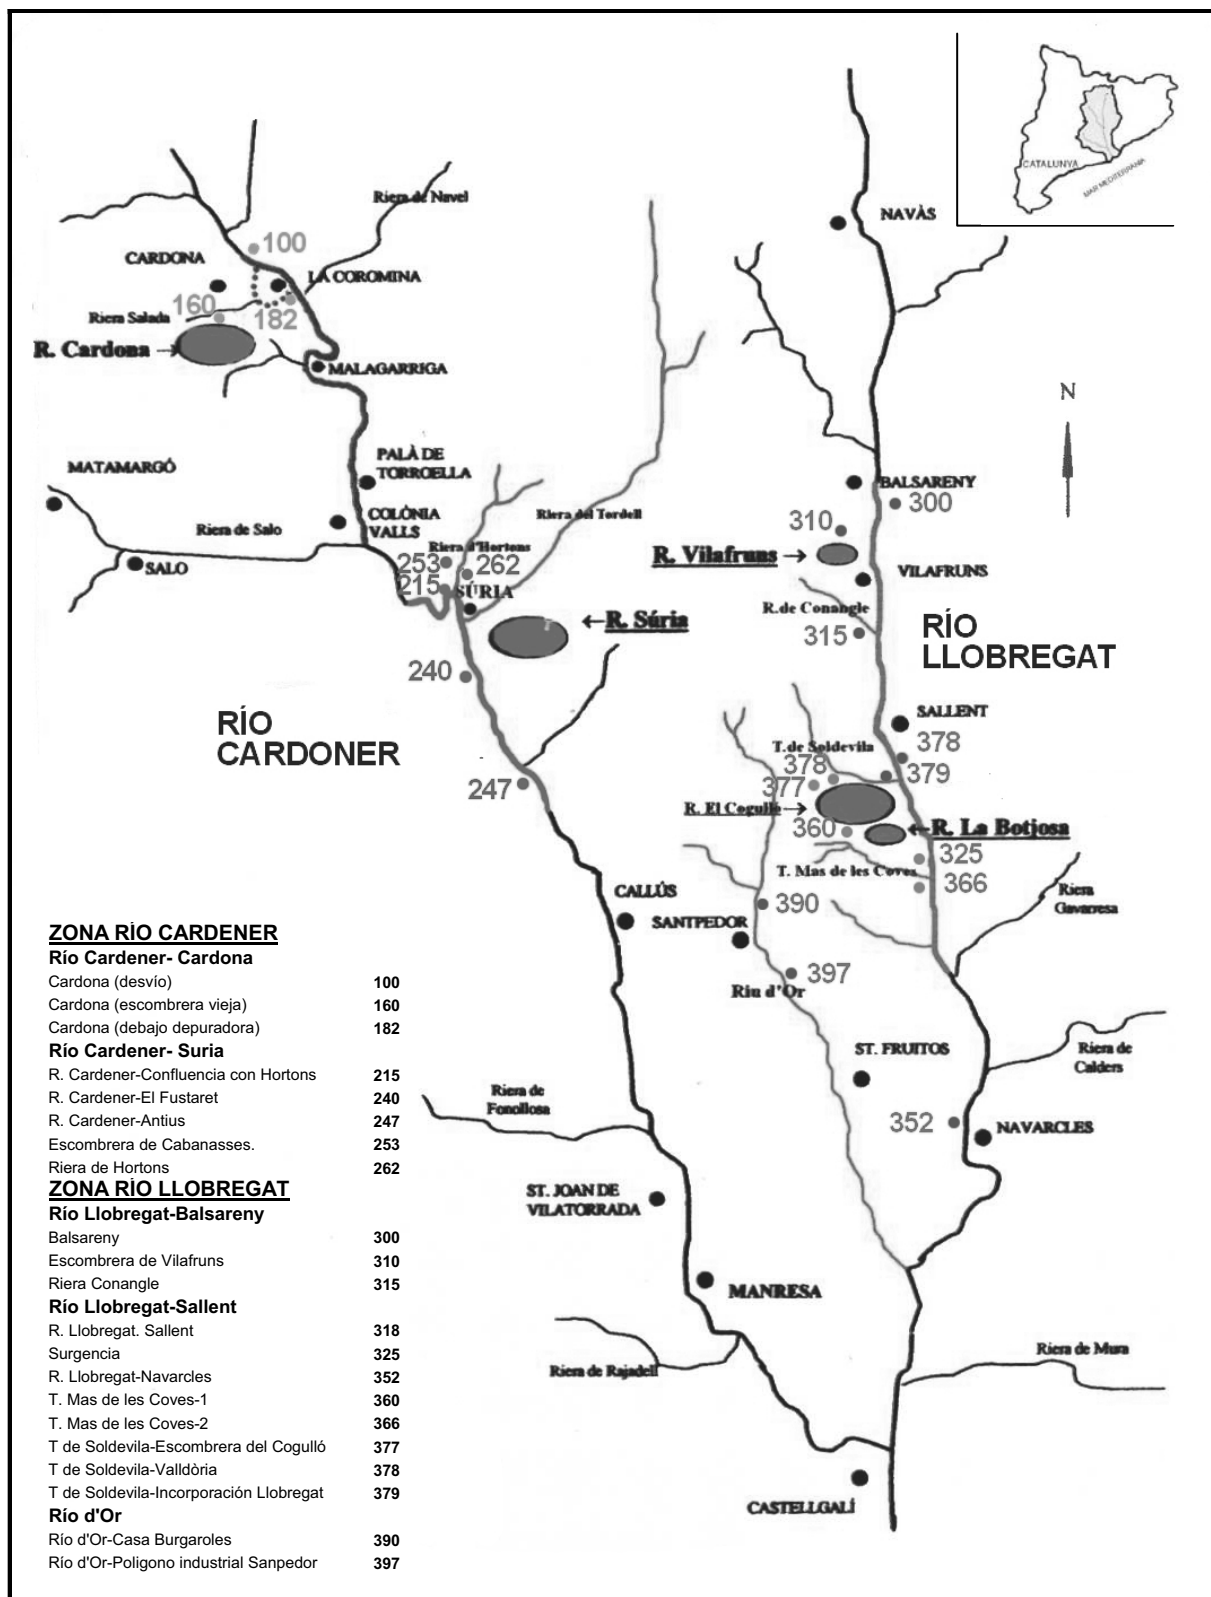 CATALUNYA
MAR MEDITERRANIA
NAVÀS
Riera de Navel
100
CARDONA
LA COROMINA
160
Riera Salada
182
R. Cardona →
MALAGARRIGA
N
MATAMARGÓ
PALÀ DE
TORROELLA
BALSARENY
300
COLÒNIA
VALLS
Riera del Tordell
310
Riera de Salo
Riera d'Hortons
R. Vilafruns →
SALO
253
262
VILAFRUNS
215
SÚRIA
R.de Conangle
← R. Súria
315
RÍO
LLOBREGAT
240
RÍO
CARDONER
SALLENT
378
T.de Soldevila
378
379
377
247
R. El Cogulló →
360
← R. La Botjosa
325
T. Mas de les Coves
366
CALLÚS
Riera
Gavarresa
390
SANTPEDOR
397
Riu d'Or
ST. FRUITOS
Riera de
Calders
Riera de
Fonollosa
352
NAVARCLES
ST. JOAN DE
VILATORRADA
MANRESA
Riera de Rajadell
Riera de Mura
CASTELLGALÍ
ZONA RÍO CARDENER
Río Cardener- Cardona
Cardona (desvío) 100
Cardona (escombrera vieja) 160
Cardona (debajo depuradora) 182
Río Cardener- Suria
R. Cardener-Confluencia con Hortons 215
R. Cardener-El Fustaret 240
R. Cardener-Antius 247
Escombrera de Cabanasses. 253
Riera de Hortons 262
ZONA RÍO LLOBREGAT
Río Llobregat-Balsareny
Balsareny 300
Escombrera de Vilafruns 310
Riera Conangle 315
Río Llobregat-Sallent
R. Llobregat. Sallent 318
Surgencia 325
R. Llobregat-Navarcles 352
T. Mas de les Coves-1 360
T. Mas de les Coves-2 366
T de Soldevila-Escombrera del Cogulló 377
T de Soldevila-Valldòria 378
T de Soldevila-Incorporación Llobregat 379
Río d'Or
Río d'Or-Casa Burgaroles 390
Río d'Or-Poligono industrial Sanpedor 397